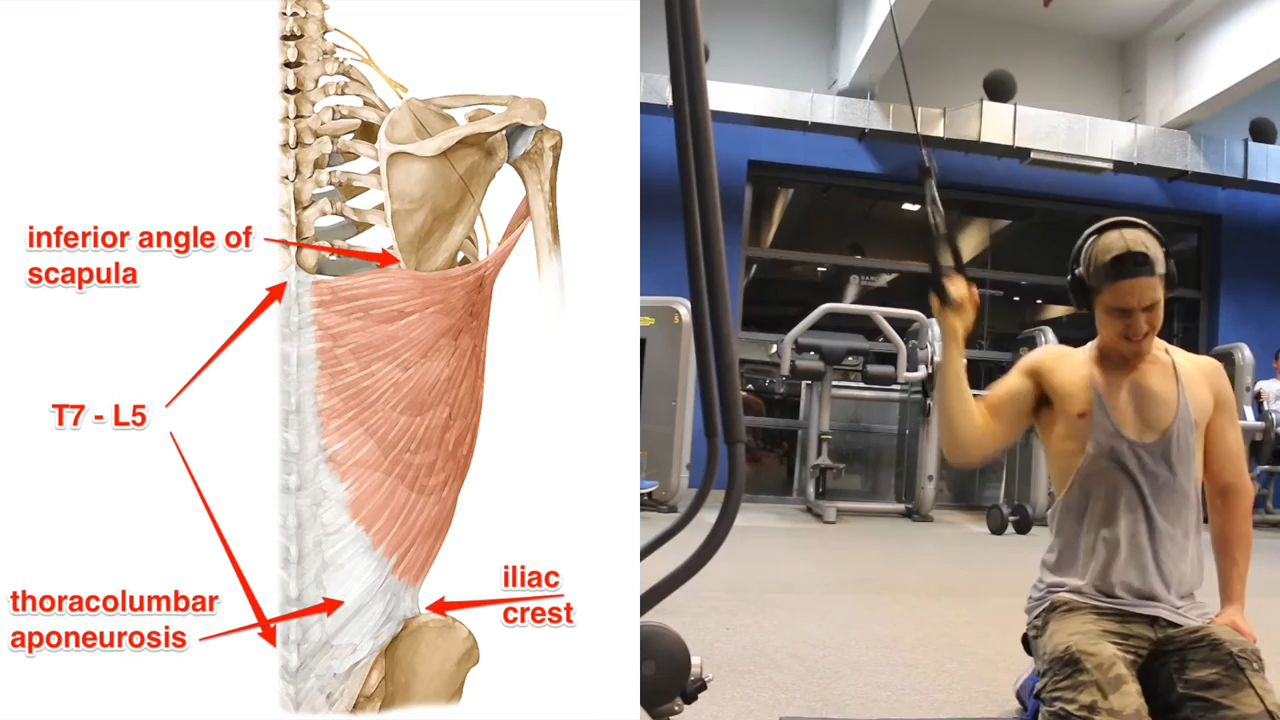 inferior angle of
scapula
T7 - L5
thoracolumbar
aponeurosis
iliac
crest